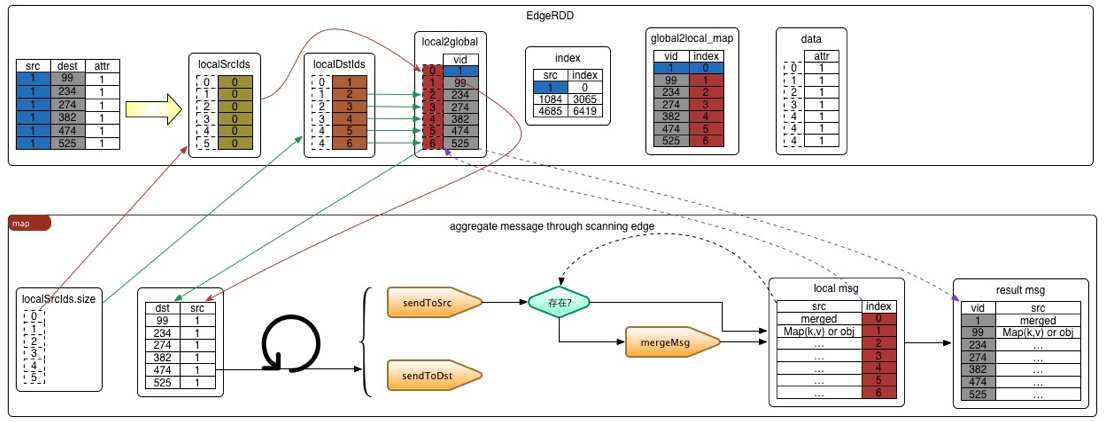 EdgeRDD
src dest attr
1 99 1
1 234 1
1 274 1
1 382 1
1 474 1
1 525 1
localSrcIds
0 0
1 0
2 0
3 0
4 0
5 0
localDstIds
0 1
1 2
2 3
3 4
4 5
4 6
local2global
vid
0 1
1 99
2 234
3 274
4 382
5 474
6 525
index
src index
1 0
1084 3065
4685 6419
global2local_map
vid index
1 0
99 1
234 2
274 3
382 4
474 5
525 6
data
attr
0 1
1 1
2 1
3 1
4 1
4 1
map
aggregate message through scanning edge
localSrcIds.size
0
1
2
3
4
5
dst src
99 1
234 1
274 1
382 1
474 1
525 1
sendToSrc
sendToDst
存在?
mergeMsg
local msg
src index
merged 0
Map(k,v) or obj 1
... 2
... 3
... 4
... 5
... 6
result msg
vid src
1 merged
99 Map(k,v) or obj
234 ...
274 ...
382 ...
474 ...
525 ...